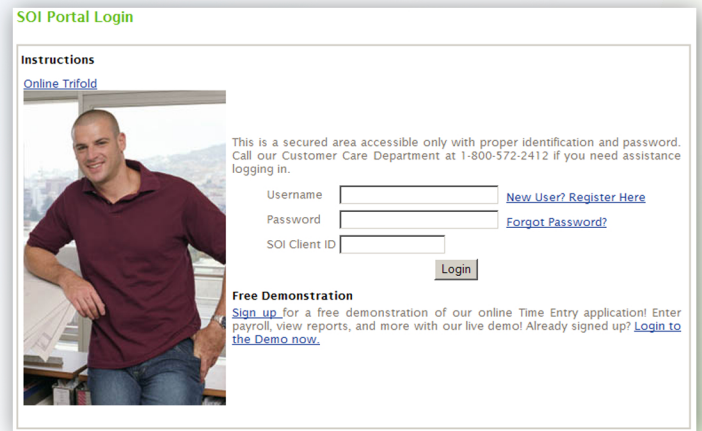 SOI Portal Login
Instructions
Online Trifold
This is a secured area accessible only with proper identification and password.
Call our Customer Care Department at 1-800-572-2412 if you need assistance
logging in.
Username New User? Register Here
Password Forgot Password?
SOI Client ID
Login
Free Demonstration
Sign up for a free demonstration of our online Time Entry application! Enter
payroll, view reports, and more with our live demo! Already signed up? Login to
the Demo now.